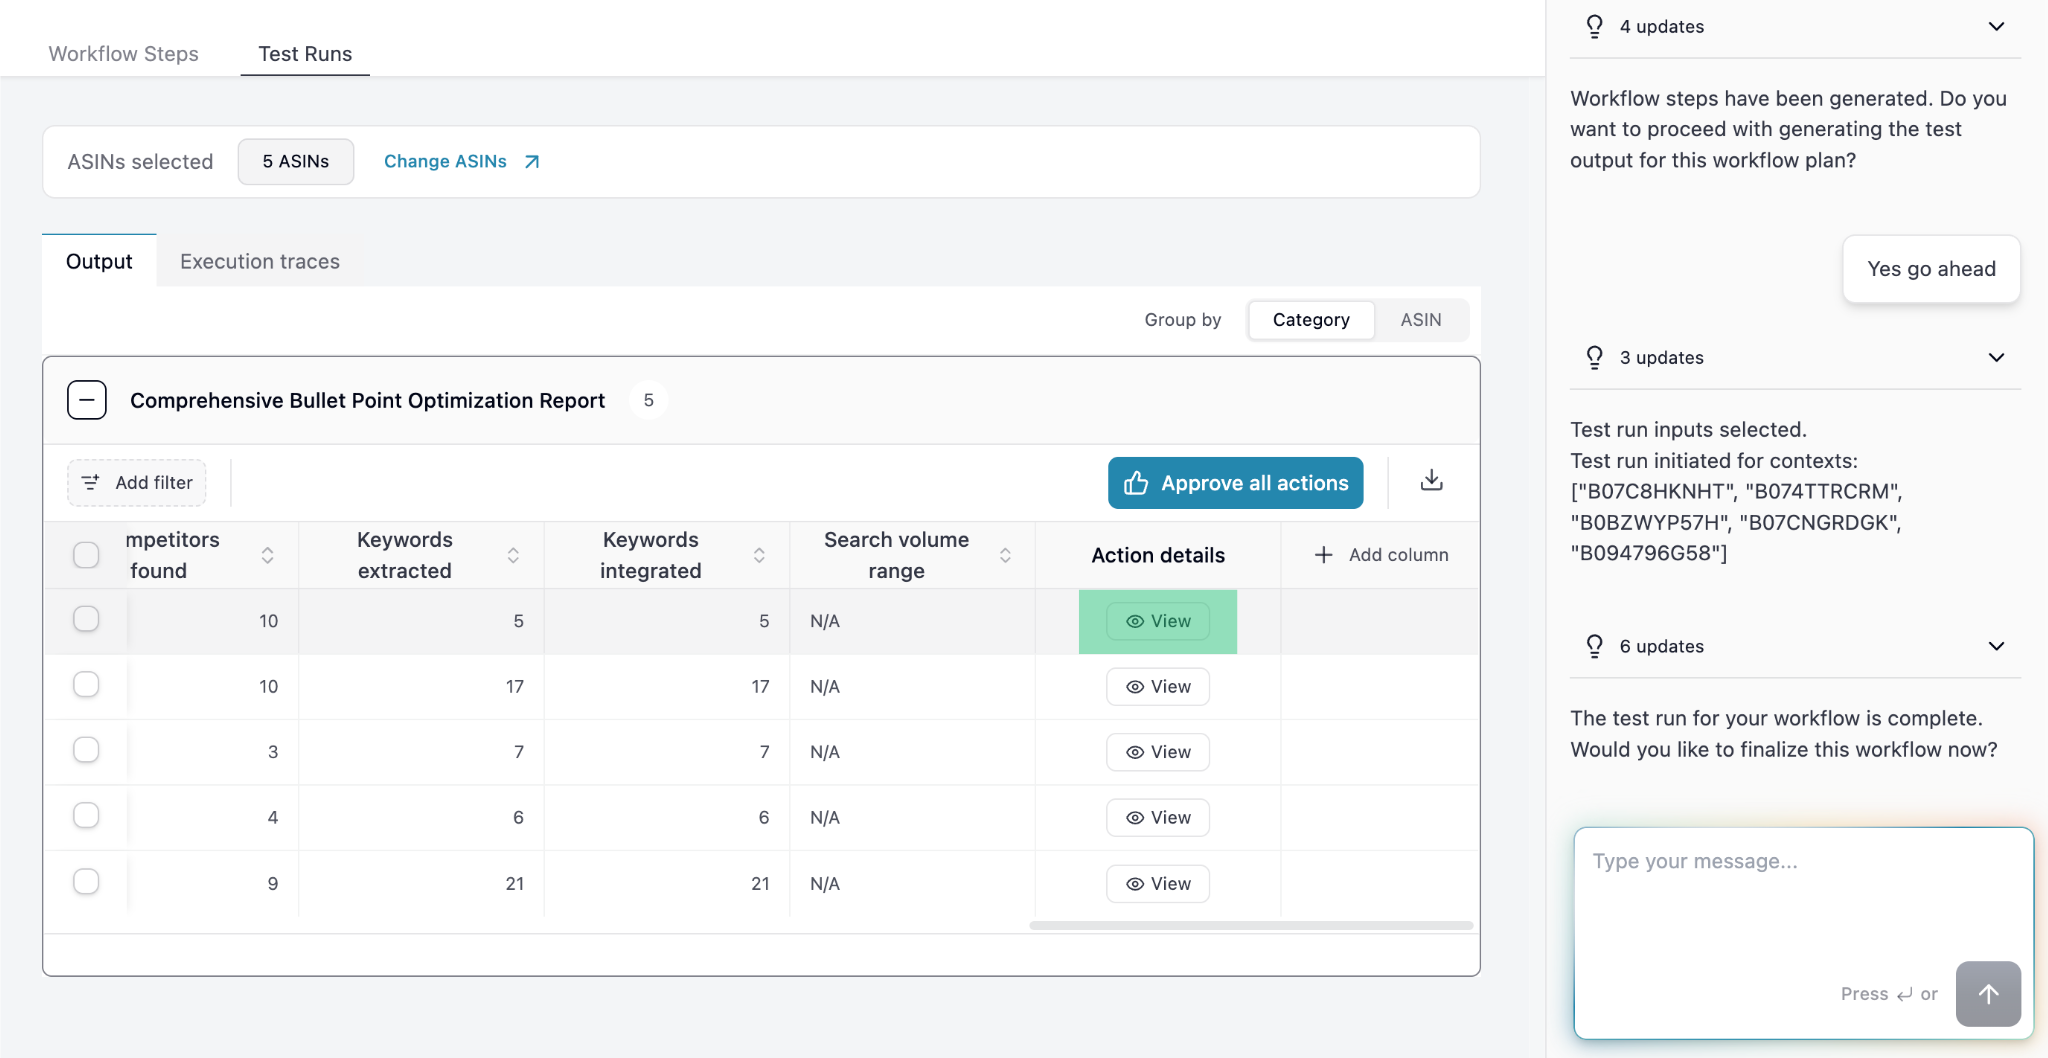 Workflow Steps
Test Runs
ASINs selected
5 ASINs
Change ASINs
Output
Execution traces
Group by
Category
ASIN
Comprehensive Bullet Point Optimization Report
5
Add filter
Approve all actions
mpetitors
found
Keywords
extracted
Keywords
integrated
Search volume
range
Action details
Add column
10 5 5 N/A View
10 17 17 N/A View
3 7 7 N/A View
4 6 6 N/A View
9 21 21 N/A View
4 updates
Workflow steps have been generated. Do you
want to proceed with generating the test
output for this workflow plan?
Yes go ahead
3 updates
Test run inputs selected.
Test run initiated for contexts:
["B07C8HKNHT", "B074TTRCRM",
"B0BZWYP57H", "B07CNGRDGK",
"B094796G58"]
6 updates
The test run for your workflow is complete.
Would you like to finalize this workflow now?
Type your message...
Press ↵ or